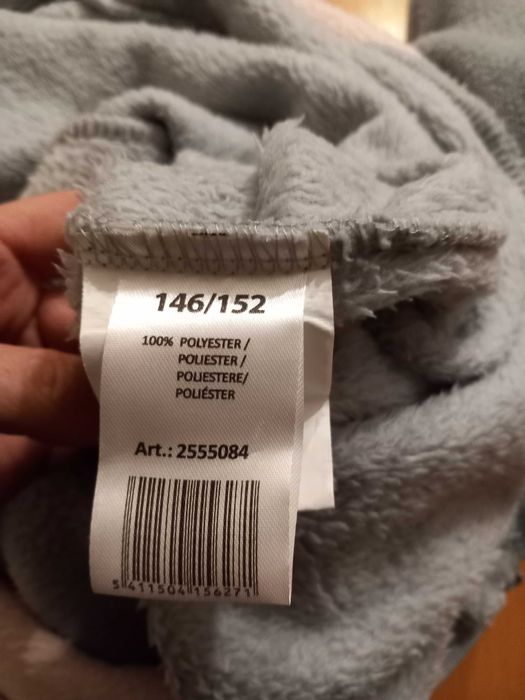 146/152
100% POLYESTER /
POLIESTER /
POLIESTERE/
POLIÉSTER
Art.: 2555084
5 411504 156271